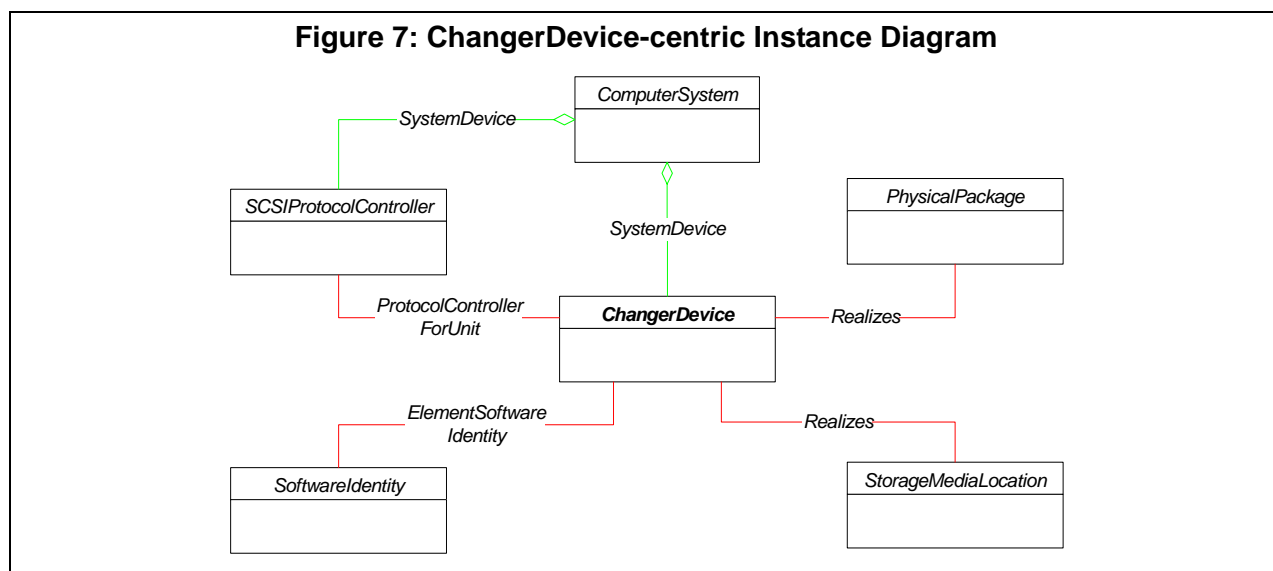 Figure 7: ChangerDevice-centric Instance Diagram
ComputerSystem
SystemDevice
SCSIProtocolController
PhysicalPackage
SystemDevice
ProtocolController
ForUnit
ChangerDevice
Realizes
ElementSoftware
Identity
Realizes
SoftwareIdentity
StorageMediaLocation